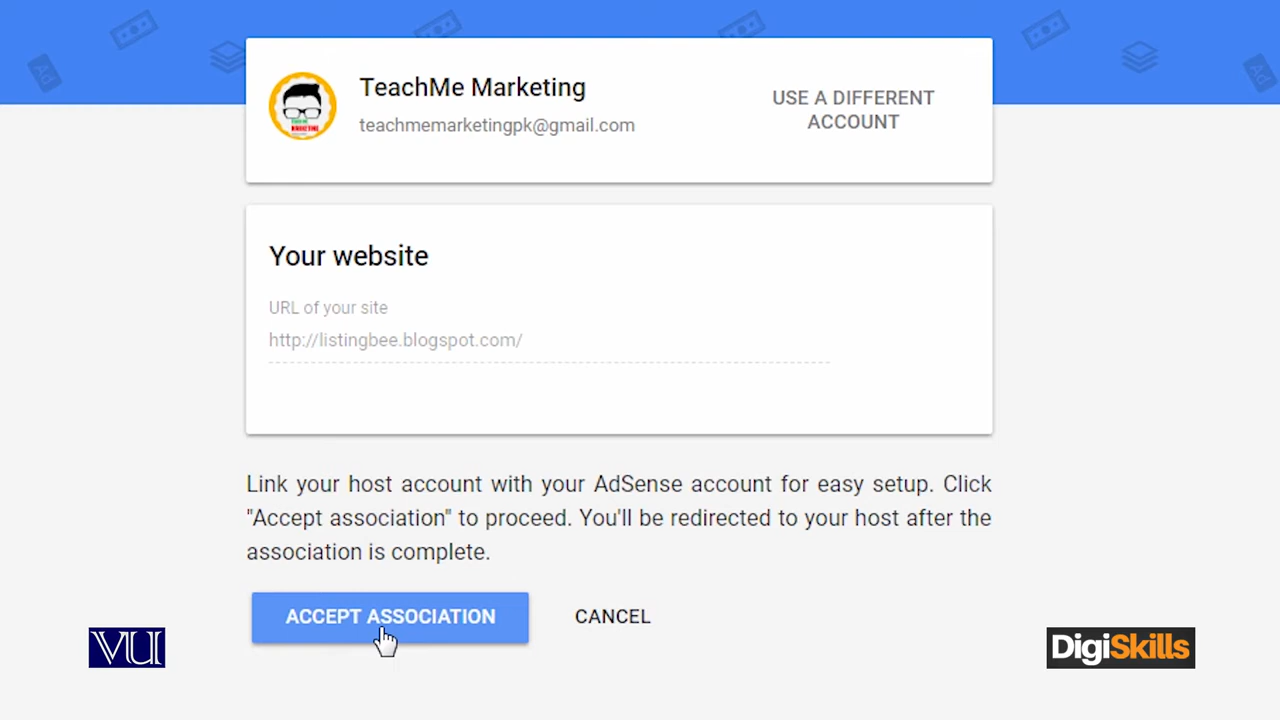 TeachMe Marketing
teachmemarketingpk@gmail.com
USE A DIFFERENT
ACCOUNT
Your website
URL of your site
http://listingbee.blogspot.com/
Link your host account with your AdSense account for easy setup. Click
"Accept association" to proceed. You'll be redirected to your host after the
association is complete.
ACCEPT ASSOCIATION
CANCEL
VU
DigiSkills